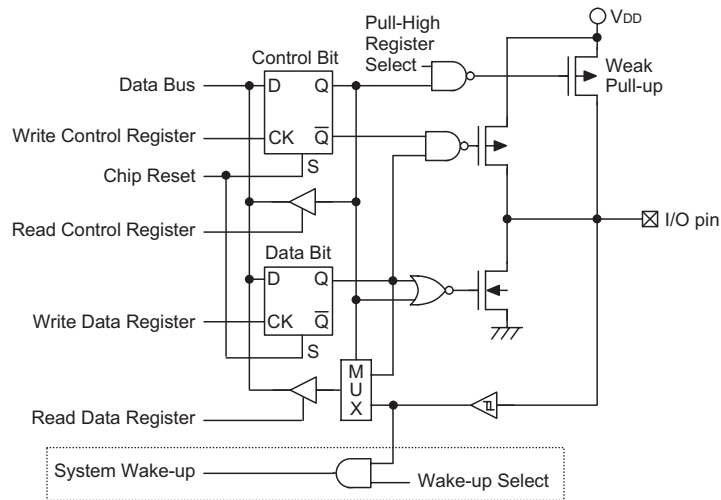 VDD
Pull-High
Register
Select
Control Bit
Weak
Pull-up
Data Bus
D
Q
Write Control Register
CK
Q
Chip Reset
S
I/O pin
Read Control Register
Data Bit
D
Q
Write Data Register
CK
Q
S
M
U
X
Read Data Register
System Wake-up
Wake-up Select